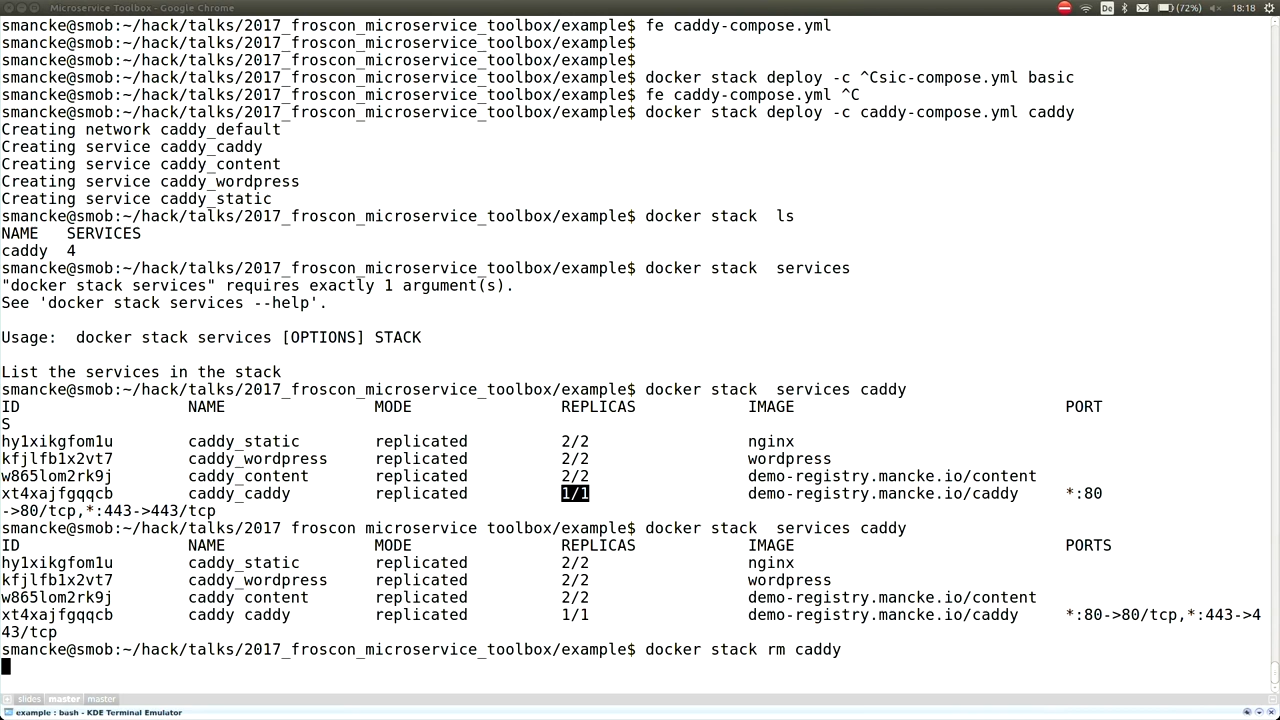 Microservice Toolbox - Google Chrome
De
(72%)
18:18
smancke@smob:~/hack/talks/2017_froscon_microservice_toolbox/example$ fe caddy-compose.yml
smancke@smob:~/hack/talks/2017_froscon_microservice_toolbox/example$
smancke@smob:~/hack/talks/2017_froscon_microservice_toolbox/example$
smancke@smob:~/hack/talks/2017_froscon_microservice_toolbox/example$ docker stack deploy -c ^Csic-compose.yml basic
smancke@smob:~/hack/talks/2017_froscon_microservice_toolbox/example$ fe caddy-compose.yml ^C
smancke@smob:~/hack/talks/2017_froscon_microservice_toolbox/example$ docker stack deploy -c caddy-compose.yml caddy
Creating network caddy_default
Creating service caddy_caddy
Creating service caddy_content
Creating service caddy_wordpress
Creating service caddy_static
smancke@smob:~/hack/talks/2017_froscon_microservice_toolbox/example$ docker stack  ls
NAME   SERVICES
caddy  4
smancke@smob:~/hack/talks/2017_froscon_microservice_toolbox/example$ docker stack  services
"docker stack services" requires exactly 1 argument(s).
See 'docker stack services --help'.
Usage:  docker stack services [OPTIONS] STACK
List the services in the stack
smancke@smob:~/hack/talks/2017_froscon_microservice_toolbox/example$ docker stack  services caddy
ID                  NAME                MODE                REPLICAS            IMAGE                             PORT
S
hy1xikgfom1u        caddy_static        replicated          2/2                 nginx
kfjlfb1x2vt7        caddy_wordpress     replicated          2/2                 wordpress
w865lom2rk9j        caddy_content       replicated          2/2                 demo-registry.mancke.io/content
xt4xajfgqqcb        caddy_caddy         replicated          1/1                 demo-registry.mancke.io/caddy     *:80
->80/tcp,*:443->443/tcp
smancke@smob:~/hack/talks/2017 froscon microservice toolbox/example$ docker stack  services caddy
ID                  NAME                MODE                REPLICAS            IMAGE                             PORTS
hy1xikgfom1u        caddy_static        replicated          2/2                 nginx
kfjlfb1x2vt7        caddy_wordpress     replicated          2/2                 wordpress
w865lom2rk9j        caddy content       replicated          2/2                 demo-registry.mancke.io/content
xt4xajfgqqcb        caddy caddy         replicated          1/1                 demo-registry.mancke.io/caddy     *:80->80/tcp,*:443->4
43/tcp
smancke@smob:~/hack/talks/2017_froscon_microservice_toolbox/example$ docker stack rm caddy
slides master master
example : bash - KDE Terminal Emulator